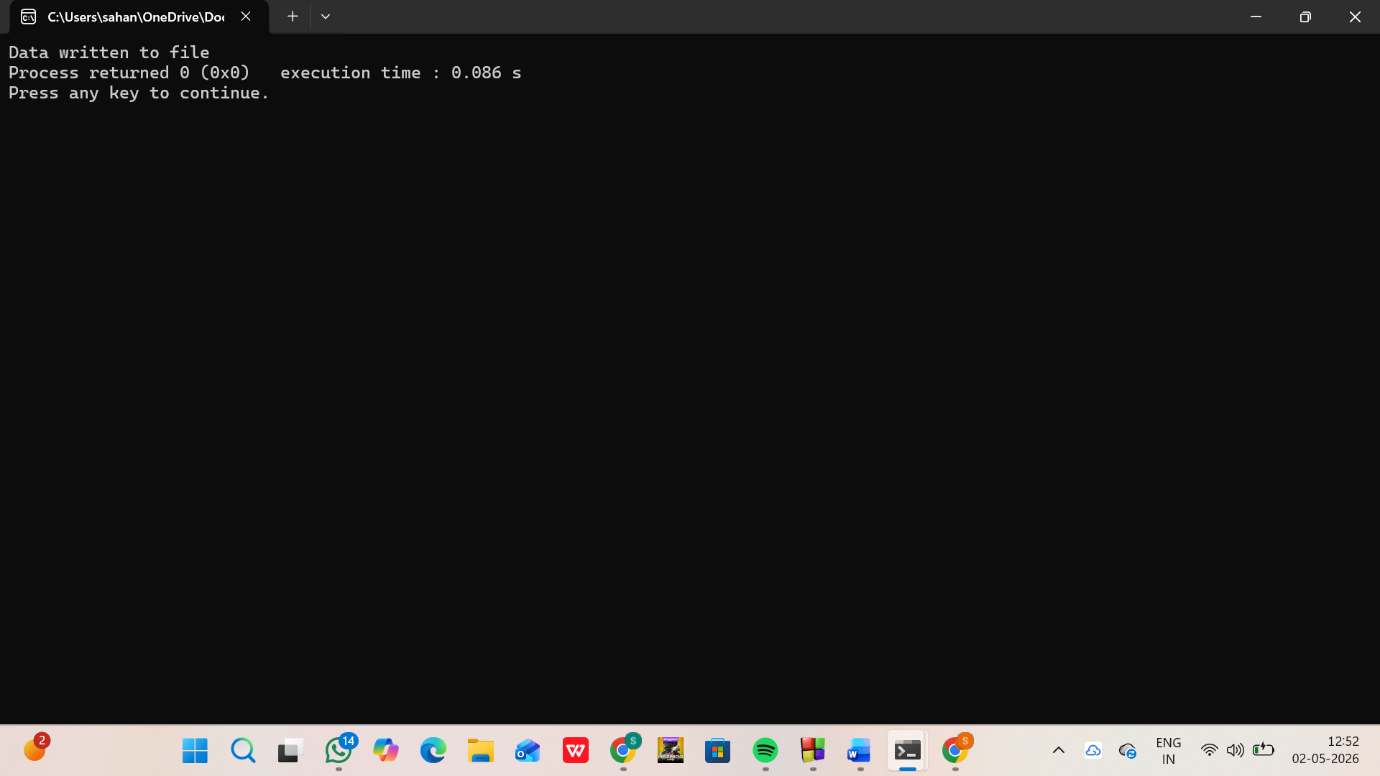 C:\Users\sahan\OneDrive\Do
Data written to file
Process returned 0 (0x0)   execution time : 0.086 s
Press any key to continue.
2
14
S
S
ENG
IN
12:52
02-05-2026